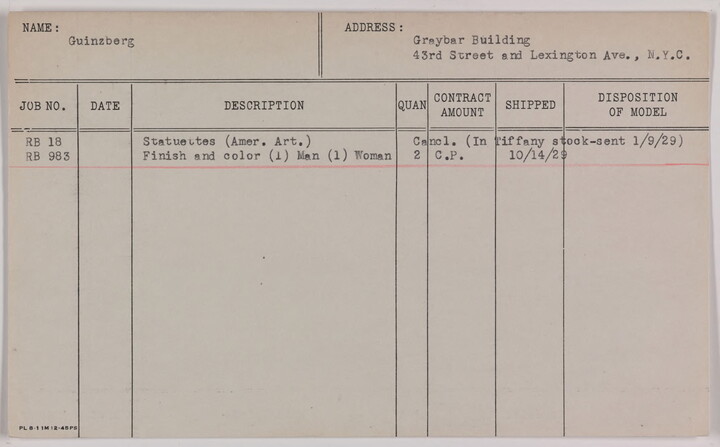 NAME: ADDRESS:
Guinzberg Graybar Building
43rd Street and Lexington Ave., N.Y.C.
JOB NO. DATE DESCRIPTION QUAN CONTRACT AMOUNT SHIPPED DISPOSITION OF MODEL
RB 18 Statuettes (Amer. Art.) Cancl. (In Tiffany stock-sent 1/9/29)
RB 983 Finish and color (1) Man (1) Woman 2 C.P. 10/14/29